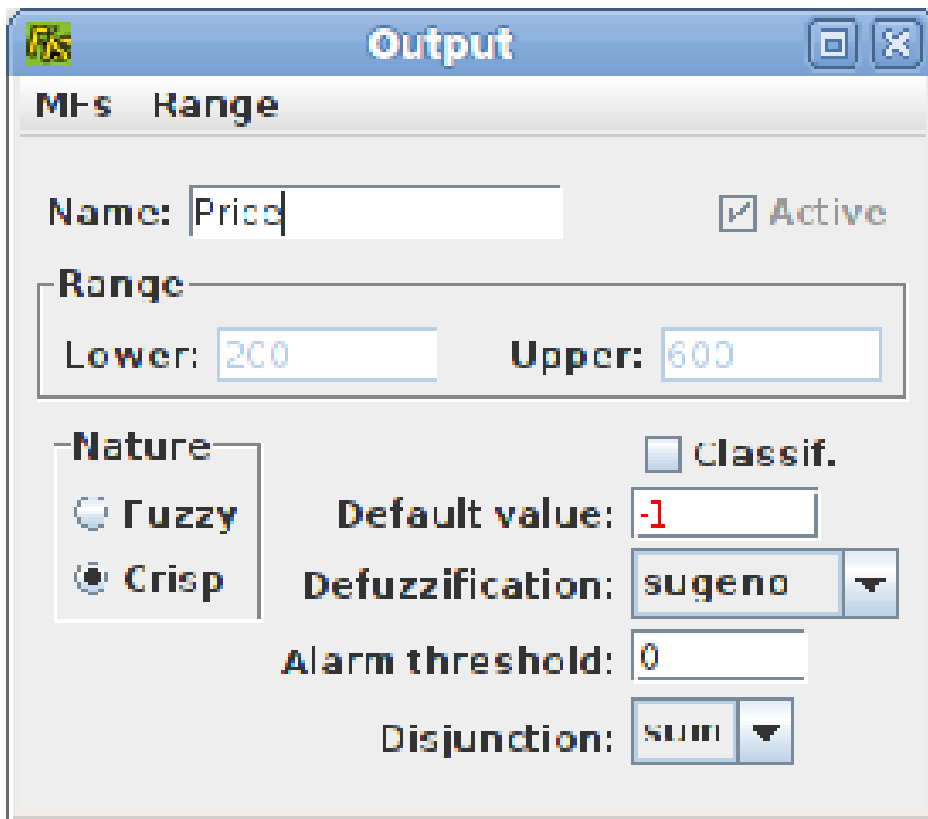 Fis Output
MFs Range
Name: Price Active
Range
Lower: 200 Upper: 600
Nature
Classif.
Fuzzy
Default value: -1
Crisp
Defuzzification: sugeno
Alarm threshold: 0
Disjunction: sum